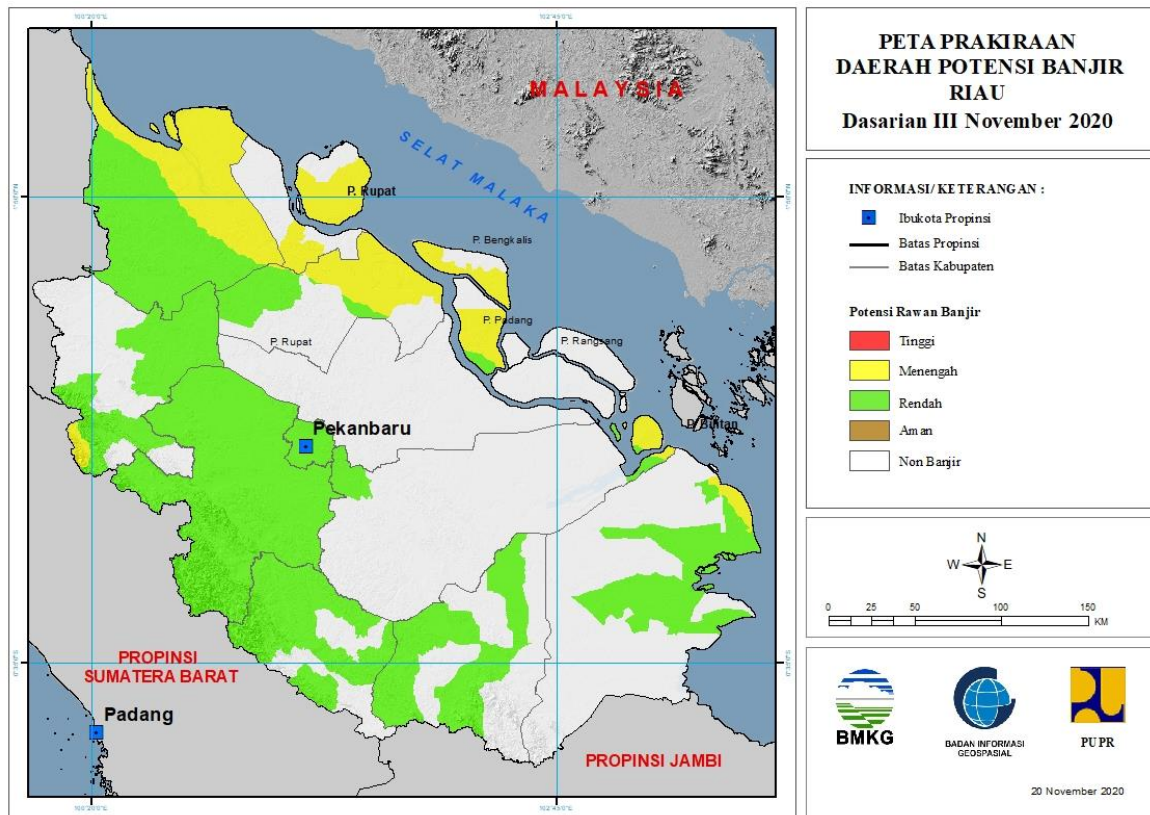 PETA PRAKIRAAN
DAERAH POTENSI BANJIR
RIAU
Dasarian III November 2020
INFORMASI/ KETERANGAN :
Ibukota Propinsi
Batas Propinsi
Batas Kabupaten
Potensi Rawan Banjir
Tinggi
Menengah
Rendah
Aman
Non Banjir
N
W E
S
0 25 50 100 150
KM
BMKG
BADAN INFORMASI
GEOSPASIAL
PUPR
20 November 2020
MALAYSIA
SELAT MALAKA
P. Rupat
P. Bengkalis
P. Padang
P. Rupat
P. Rangsang
P. Bintan
Pekanbaru
PROPINSI
SUMATERA BARAT
Padang
PROPINSI JAMBI